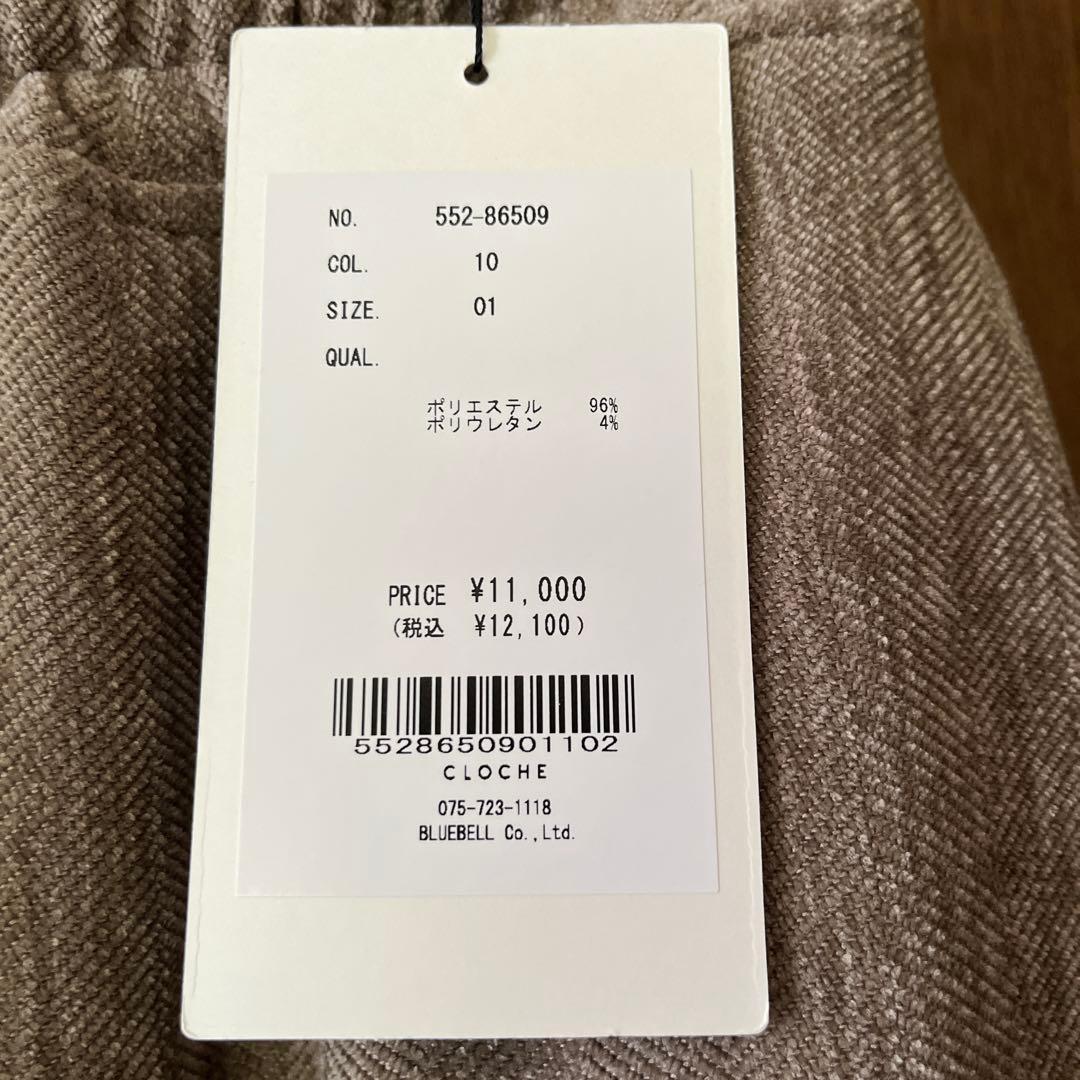 NO. 552-86509
COL. 10
SIZE. 01
QUAL.
ポリエステル 96%
ポリウレタン 4%
PRICE ¥11,000
(税込 ¥12,100)
5528650901102
CLOCHE
075-723-1118
BLUEBELL Co.,Ltd.